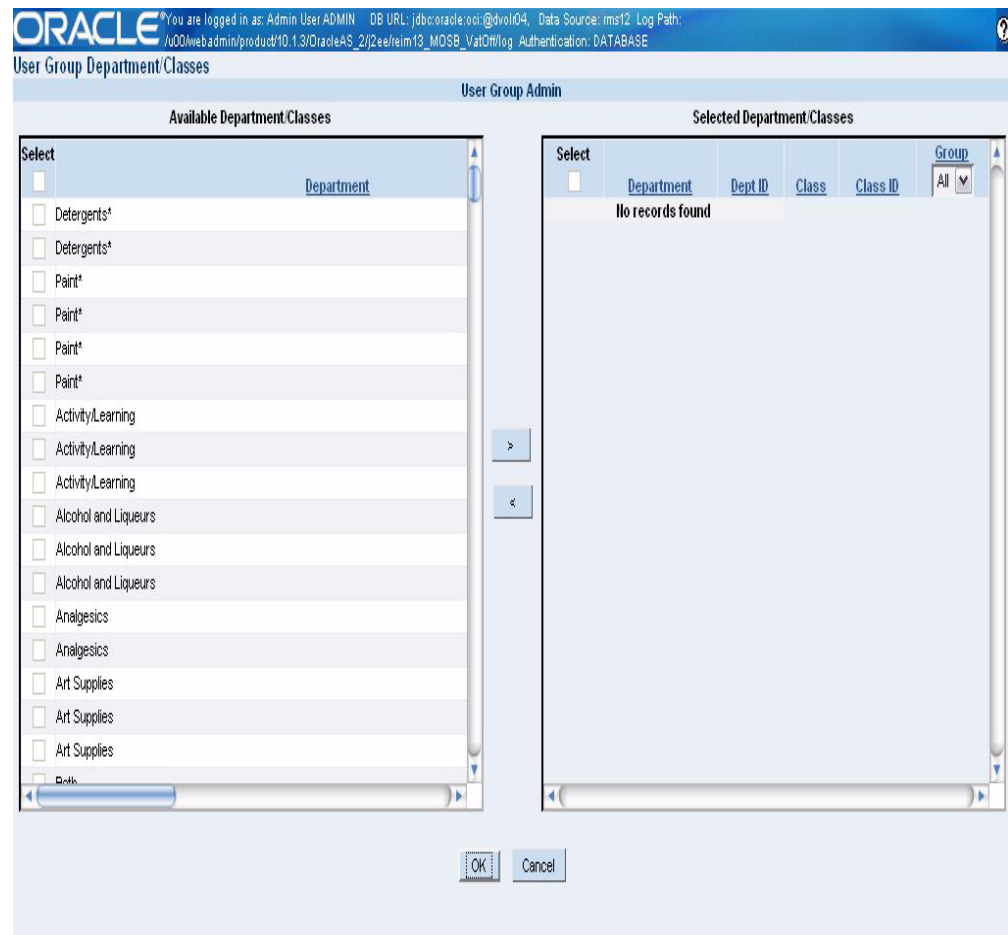 ORACLE®
You are logged in as: Admin User ADMIN DB URL: jdbc:oracle:oci:@dvolr04, Data Source: rms12 Log Path:
/u00/webadmin/product/10.1.3/OracleAS_2/j2ee/reim13_MOSB_VatOff/log Authentication: DATABASE
?
User Group Department/Classes
User Group Admin
Available Department/Classes
Select
Department
Detergents*
Detergents*
Paint*
Paint*
Paint*
Paint*
Activity/Learning
Activity/Learning
Activity/Learning
Alcohol and Liqueurs
Alcohol and Liqueurs
Alcohol and Liqueurs
Analgesics
Analgesics
Art Supplies
Art Supplies
Art Supplies
Bath
>
<
Selected Department/Classes
Select
Department Dept ID Class Class ID Group
All
No records found
OK Cancel